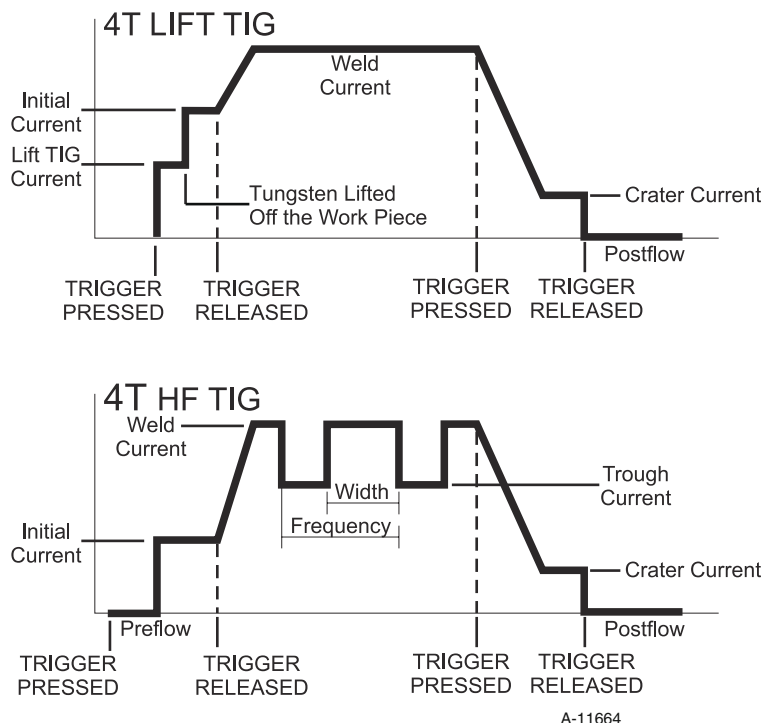 4T LIFT TIG
Weld
Current
Initial
Current
Lift TIG
Current
Tungsten Lifted
Off the Work Piece
Crater Current
Postflow
TRIGGER
PRESSED
TRIGGER
RELEASED
TRIGGER
PRESSED
TRIGGER
RELEASED
4T HF TIG
Weld
Current
Width
Trough
Current
Frequency
Initial
Current
Crater Current
Preflow
Postflow
TRIGGER
PRESSED
TRIGGER
RELEASED
TRIGGER
PRESSED
TRIGGER
RELEASED
A-11664